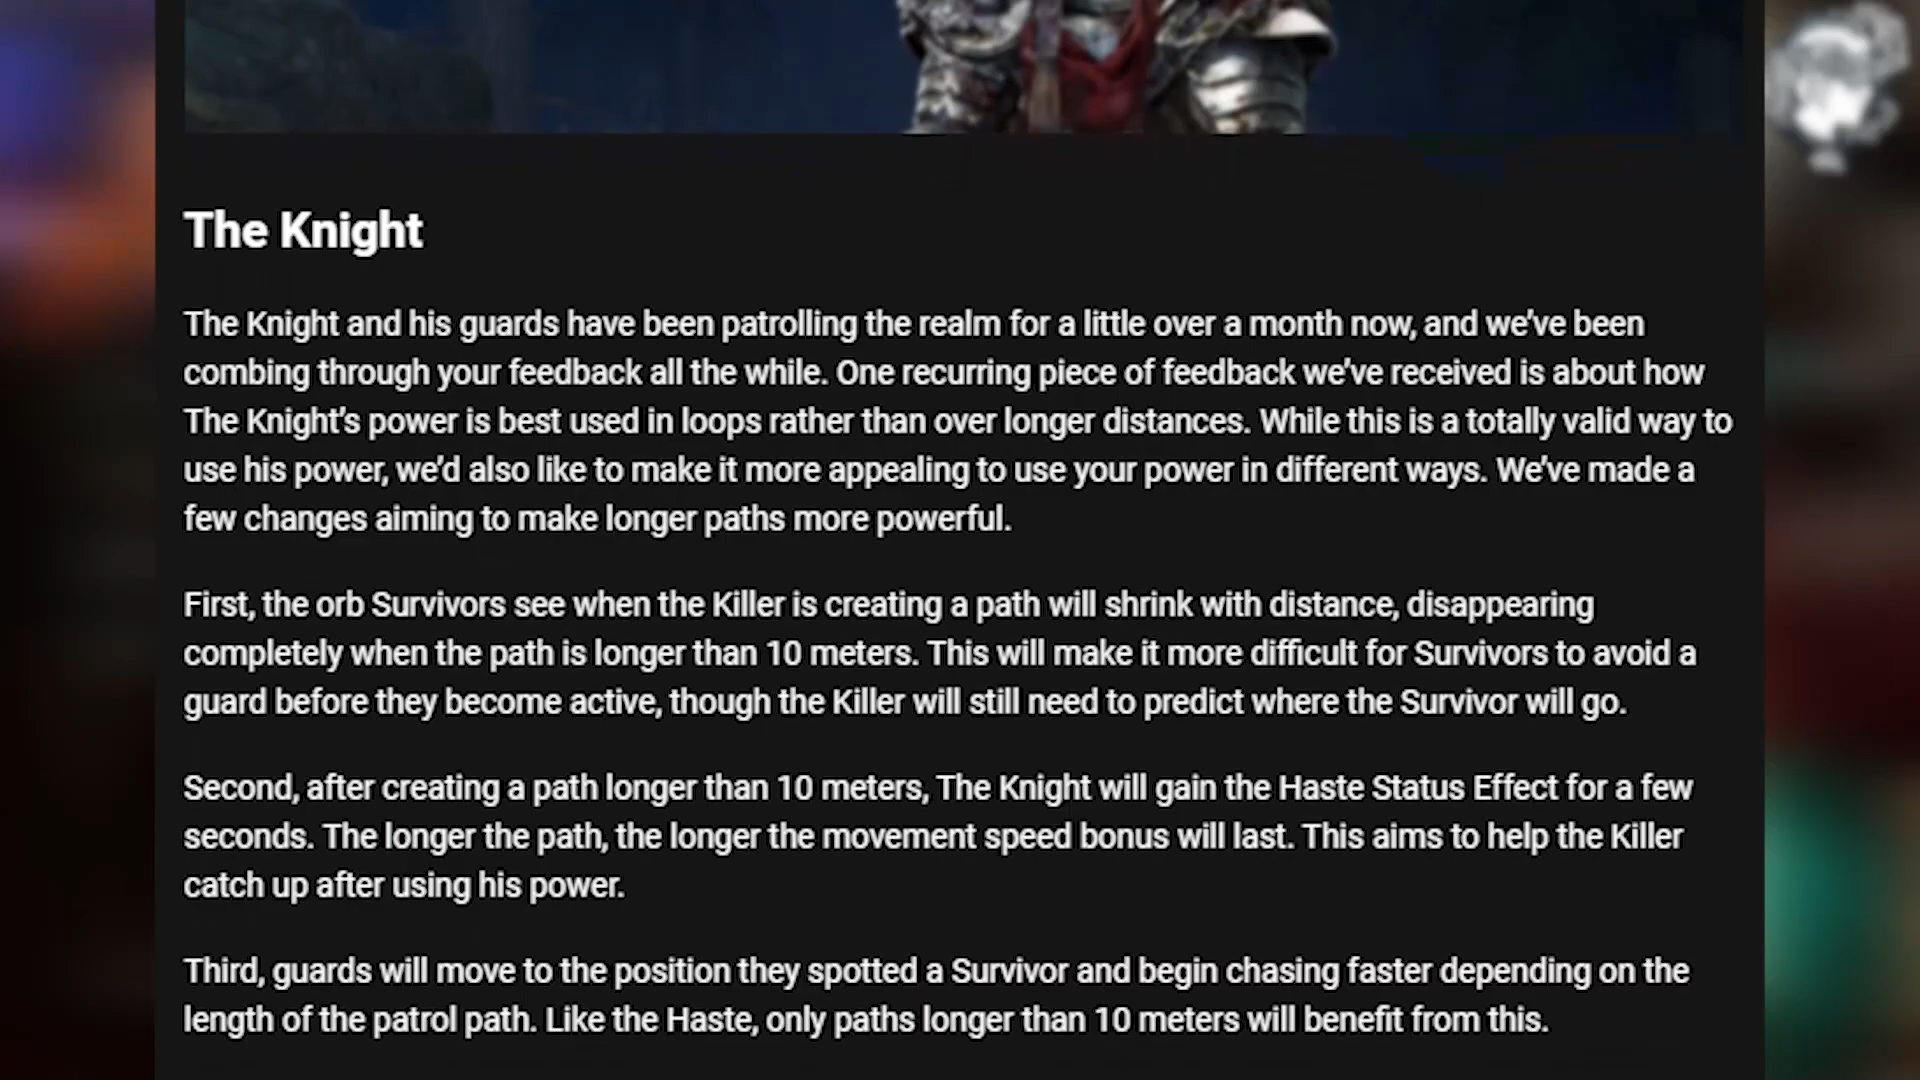 The Knight
The Knight and his guards have been patrolling the realm for a little over a month now, and we’ve been
combing through your feedback all the while. One recurring piece of feedback we’ve received is about how
The Knight’s power is best used in loops rather than over longer distances. While this is a totally valid way to
use his power, we’d also like to make it more appealing to use your power in different ways. We’ve made a
few changes aiming to make longer paths more powerful.
First, the orb Survivors see when the Killer is creating a path will shrink with distance, disappearing
completely when the path is longer than 10 meters. This will make it more difficult for Survivors to avoid a
guard before they become active, though the Killer will still need to predict where the Survivor will go.
Second, after creating a path longer than 10 meters, The Knight will gain the Haste Status Effect for a few
seconds. The longer the path, the longer the movement speed bonus will last. This aims to help the Killer
catch up after using his power.
Third, guards will move to the position they spotted a Survivor and begin chasing faster depending on the
length of the patrol path. Like the Haste, only paths longer than 10 meters will benefit from this.